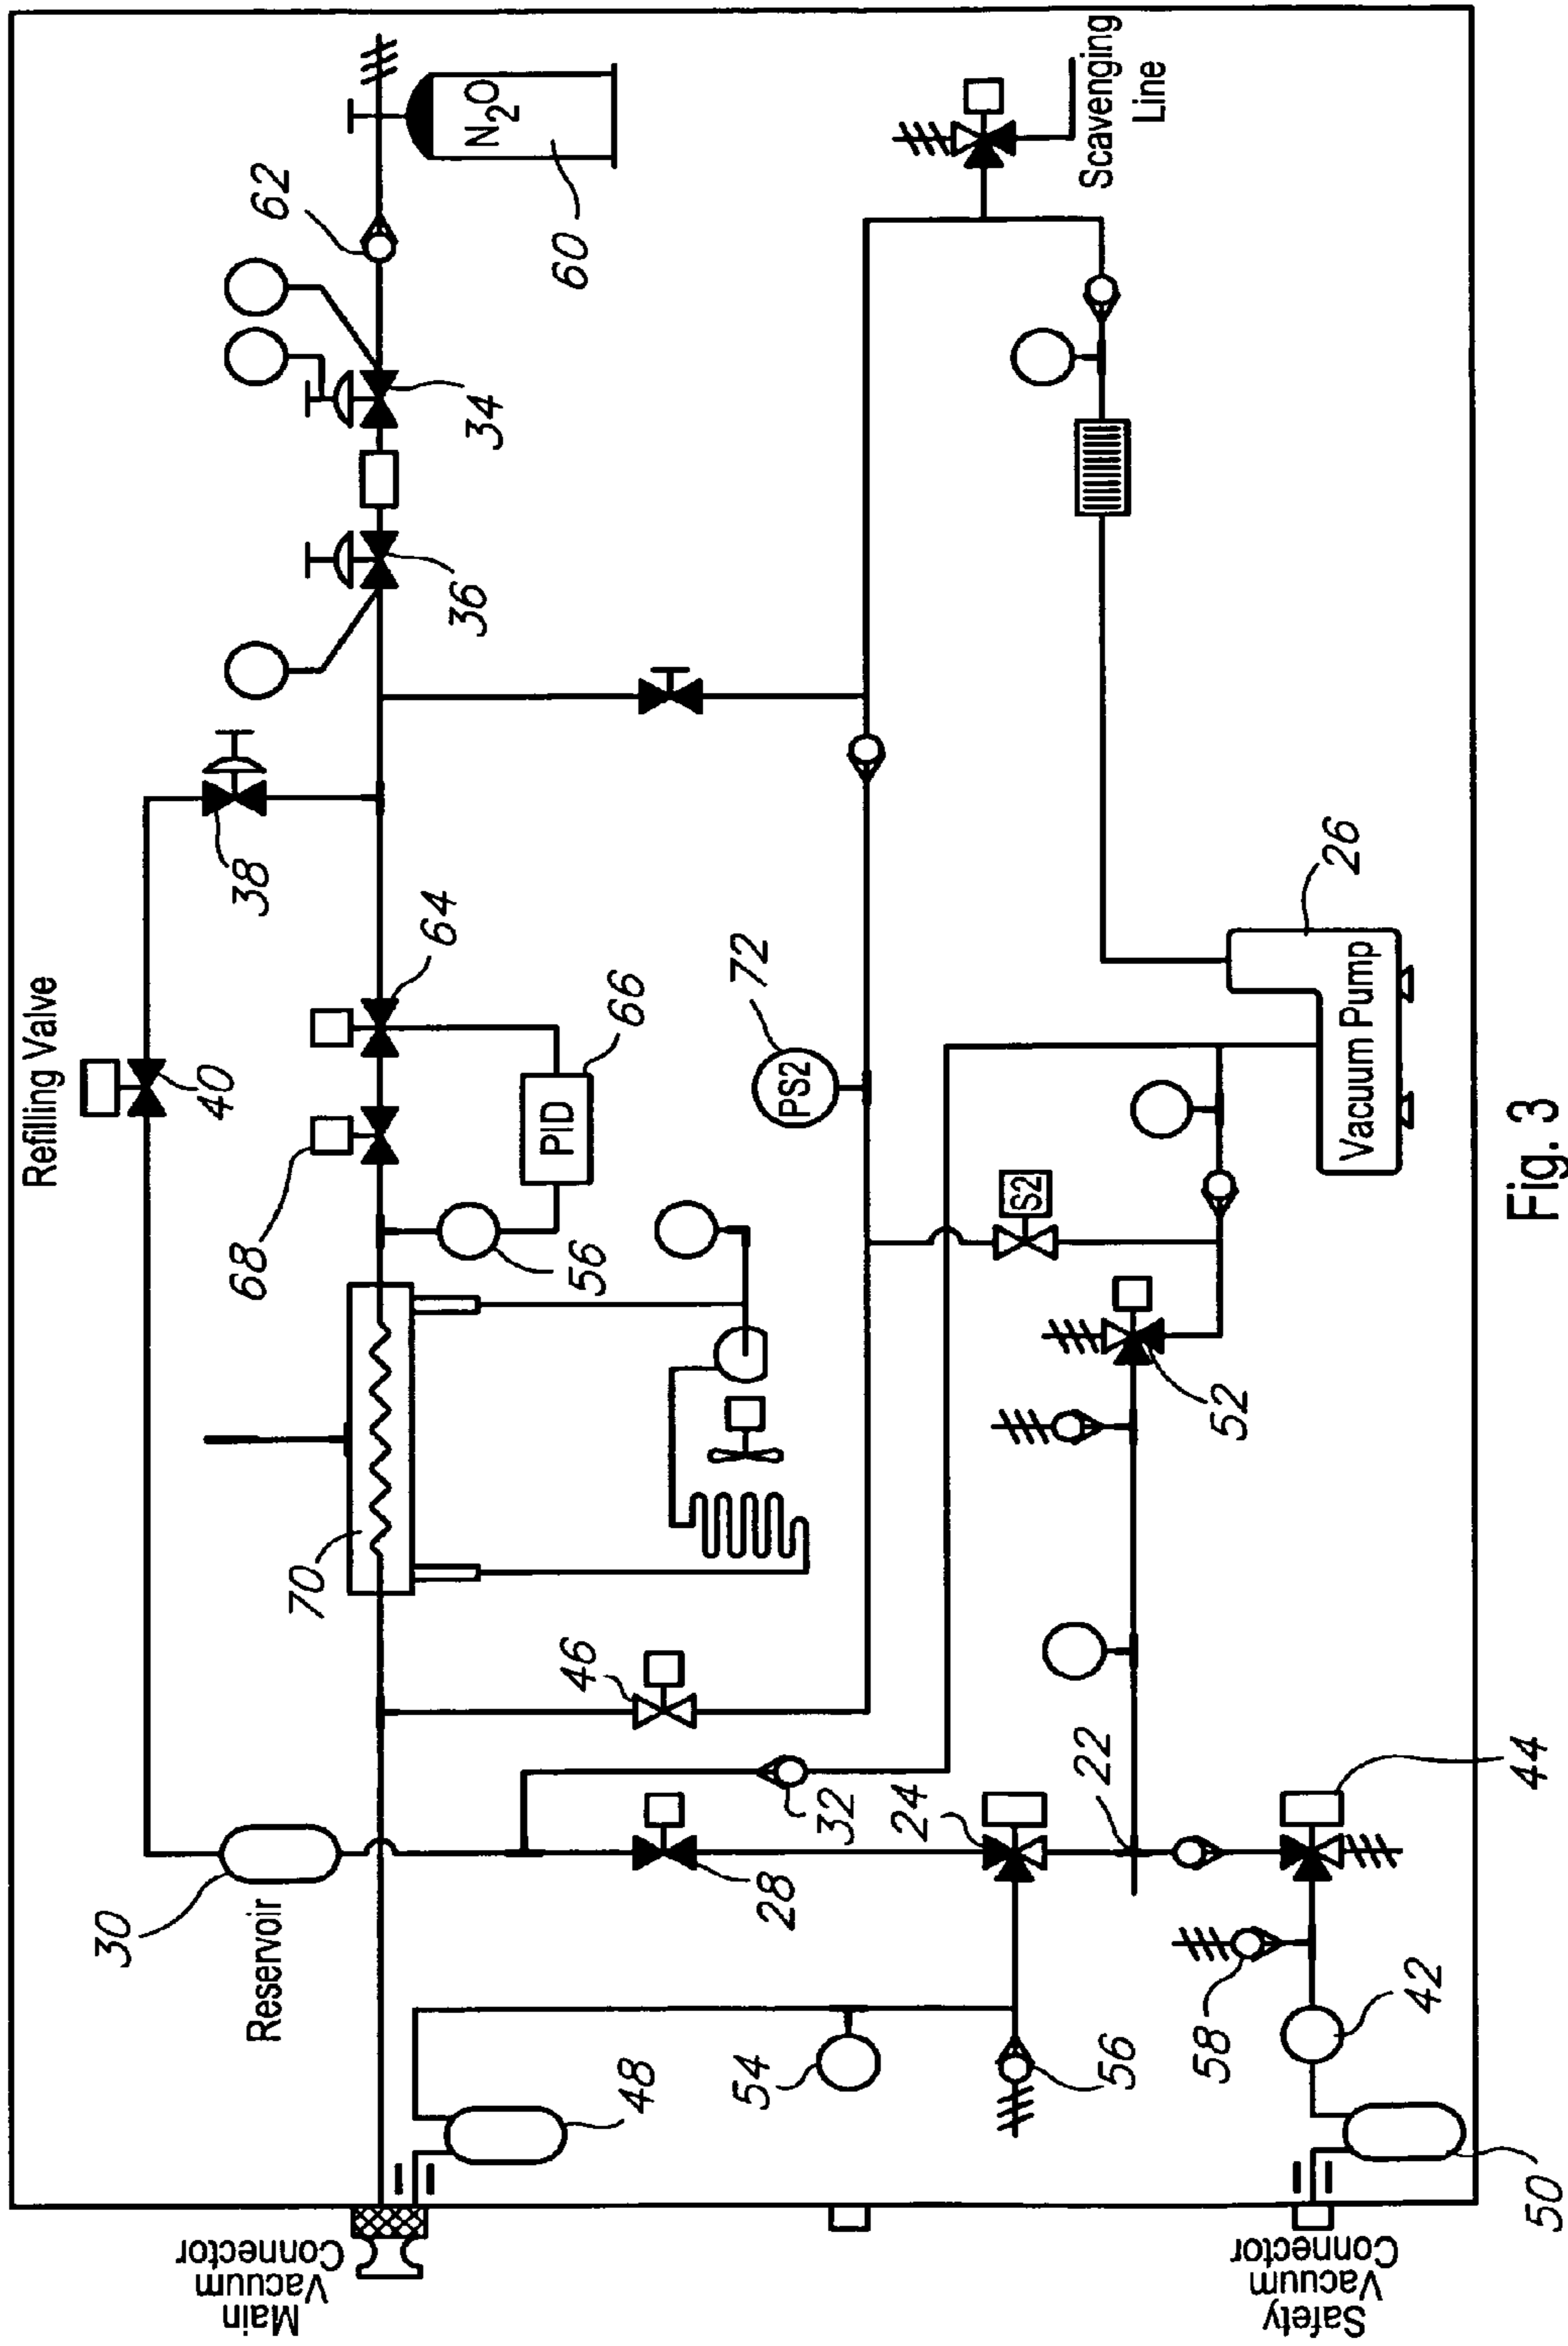 Refilling Valve
40
38
62
N2O
60
34
36
64
66
PID
68
56
70
72
PS2
Scavenging
Line
26
Vacuum Pump
S2
52
46
32
24
22
28
30
Reservoir
44
48
54
56
58
42
50
Main
Vacuum
Connector
Safety
Vacuum
Connector
Fig. 3